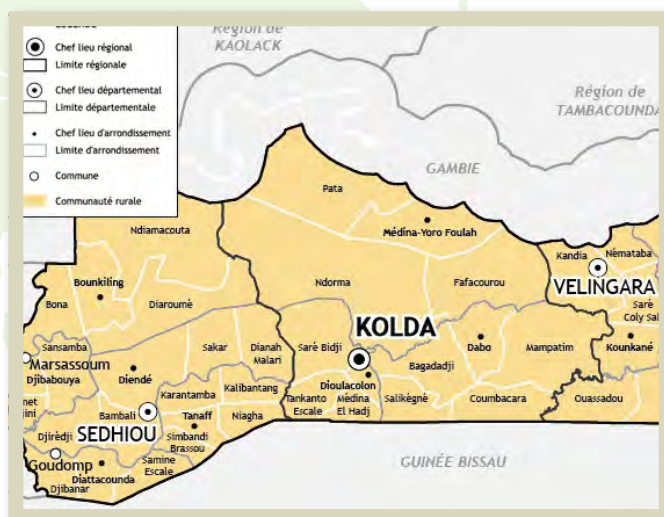 Chef lieu régional
Limite régionale
Chef lieu départemental
Limite départementale
Chef lieu d'arrondissement
Limite d'arrondissement
Commune
Communauté rurale
Région de
KAOLACK
Région de
TAMBACOUNDA
GAMBIE
Pata
Médina-Yoro Foulah
Ndiamacouta
Kandia
Némataba
VELINGARA
Bounkiling
Ndorma
Fafacourou
Bona
Diaroumé
Saré
Coly Sal
KOLDA
Sansamba
Sakar
Dianah
Malari
Saré Bidji
Dabo
Mampatim
Kounkané
Marsassoum
Djibabouya
Diendé
Bagadadji
Dioulacolon
Kalibantang
Karantamba
Tankanto
Escale
Médina
El Hadj
Salikégné
Coumbacara
Ouassadou
Bambali
Tanaff
Niagha
Djirédji
SEDHIOU
Simbandi
Brassou
Goudomp
Samine
Escale
Diattacounda
Djibanar
GUINÉE BISSAU